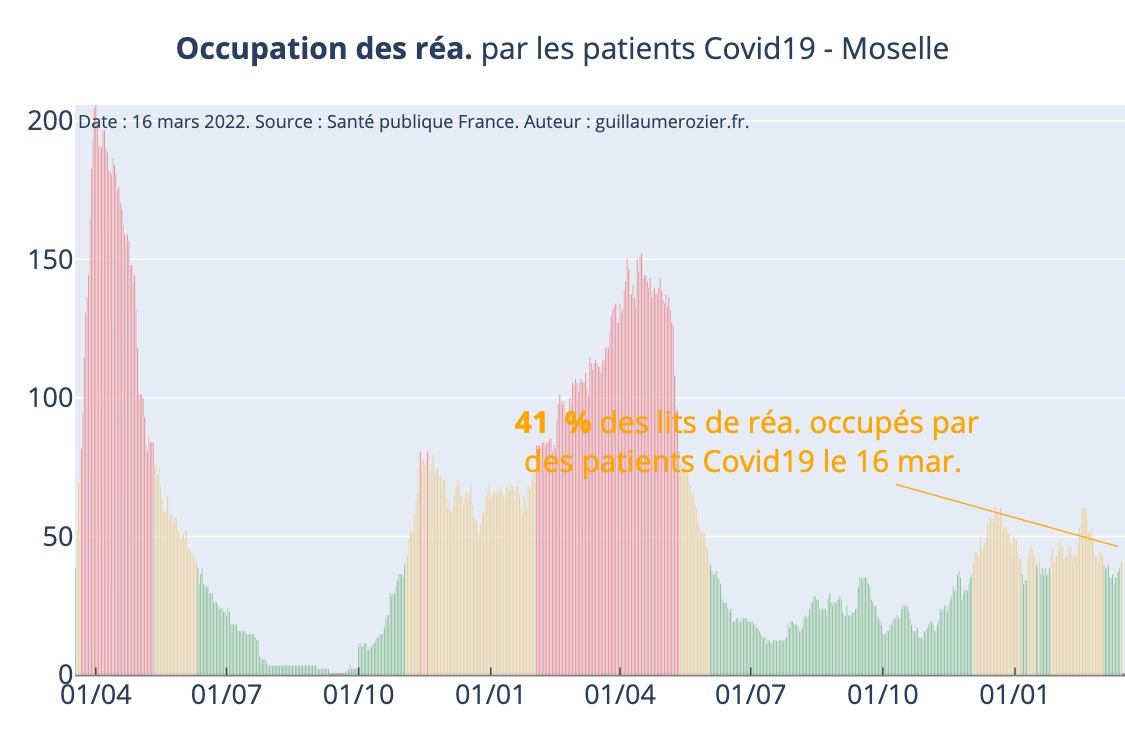 Occupation des réa. par les patients Covid19 - Moselle
200
Date : 16 mars 2022. Source : Santé publique France. Auteur : guillaumerozier.fr.
150
100
41 % des lits de réa. occupés par
des patients Covid19 le 16 mar.
50
0
01/04 01/07 01/10 01/01 01/04 01/07 01/10 01/01